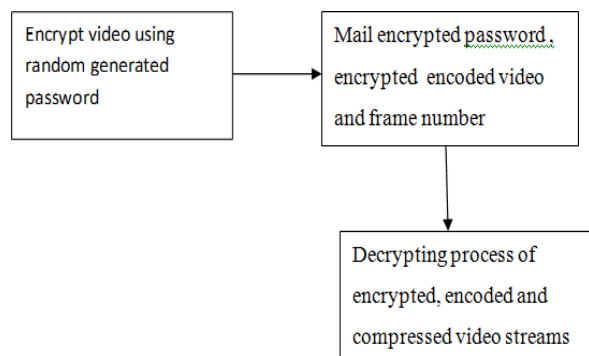 Encrypt video using
random generated
password
Mail encrypted password ,
encrypted encoded video
and frame number
Decrypting process of
encrypted, encoded and
compressed video streams